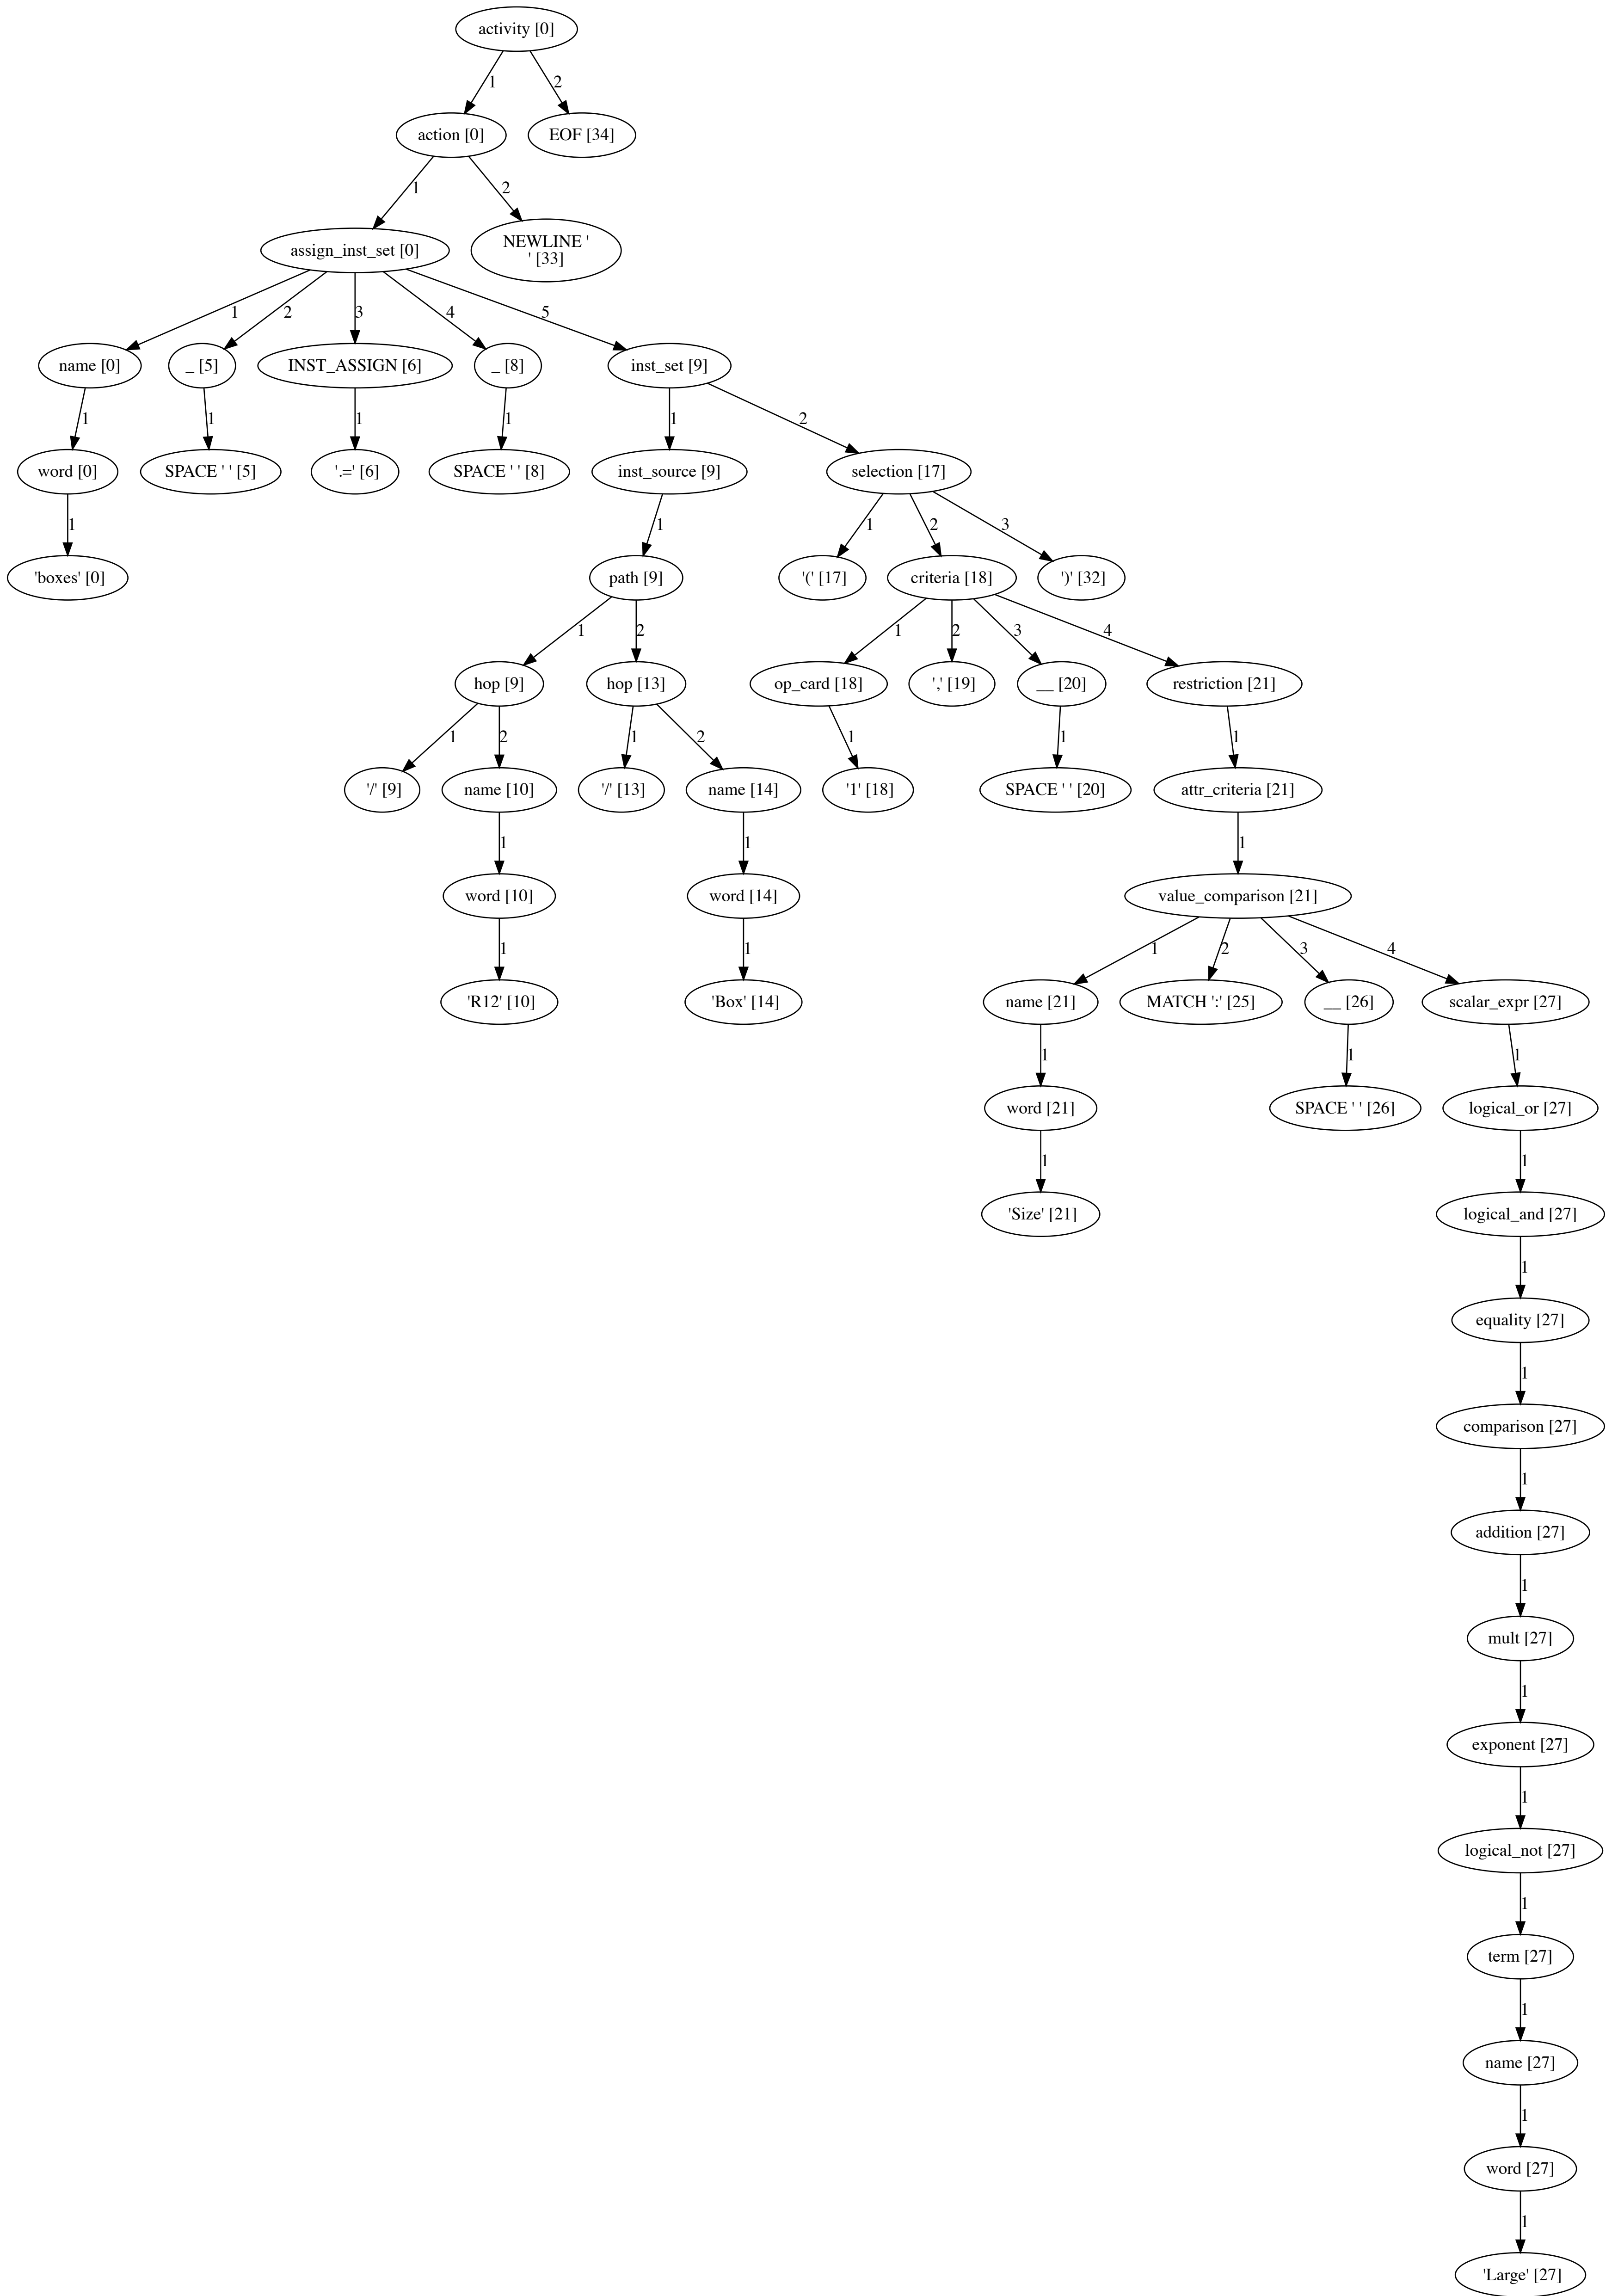 activity [0]
1 2
action [0] EOF [34]
1 2
assign_inst_set [0] NEWLINE '
' [33]
1 2 3 4 5
name [0] _ [5] INST_ASSIGN [6] _ [8] inst_set [9]
1 1 1 1 1 2
word [0] SPACE ' ' [5] '.=' [6] SPACE ' ' [8] inst_source [9] selection [17]
1 1 1 2 3
'boxes' [0] path [9] '(' [17] criteria [18] ')' [32]
1 2 1 2 3 4
hop [9] hop [13] op_card [18] ',' [19] __ [20] restriction [21]
1 2 1 2 1 1 1
'/' [9] name [10] '/' [13] name [14] '1' [18] SPACE ' ' [20] attr_criteria [21]
1 1 1
word [10] word [14] value_comparison [21]
1 1 1 2 3 4
'R12' [10] 'Box' [14] name [21] MATCH ':' [25] __ [26] scalar_expr [27]
1 1 1
word [21] SPACE ' ' [26] logical_or [27]
1 1
'Size' [21] logical_and [27]
1
equality [27]
1
comparison [27]
1
addition [27]
1
mult [27]
1
exponent [27]
1
logical_not [27]
1
term [27]
1
name [27]
1
word [27]
1
'Large' [27]